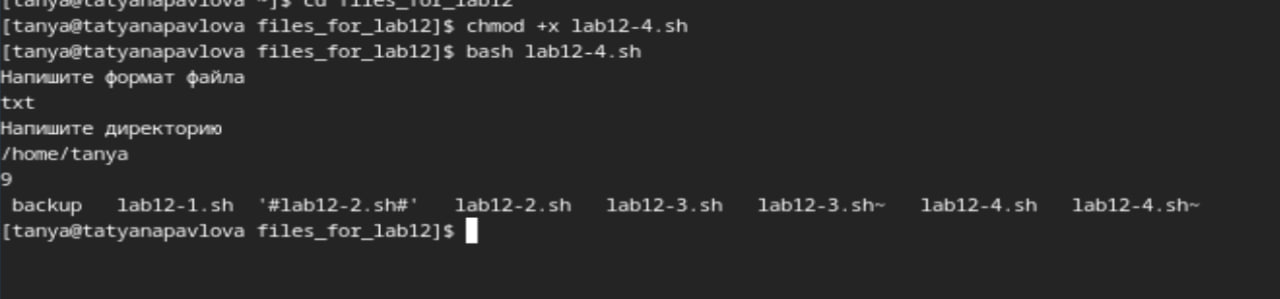 [tanya@tatyanapavlova ~]$ cd files_for_lab12
[tanya@tatyanapavlova files_for_lab12]$ chmod +x lab12-4.sh
[tanya@tatyanapavlova files_for_lab12]$ bash lab12-4.sh
Напишите формат файла
txt
Напишите директорию
/home/tanya
9
backup lab12-1.sh '#lab12-2.sh#' lab12-2.sh lab12-3.sh lab12-3.sh~ lab12-4.sh lab12-4.sh~
[tanya@tatyanapavlova files_for_lab12]$